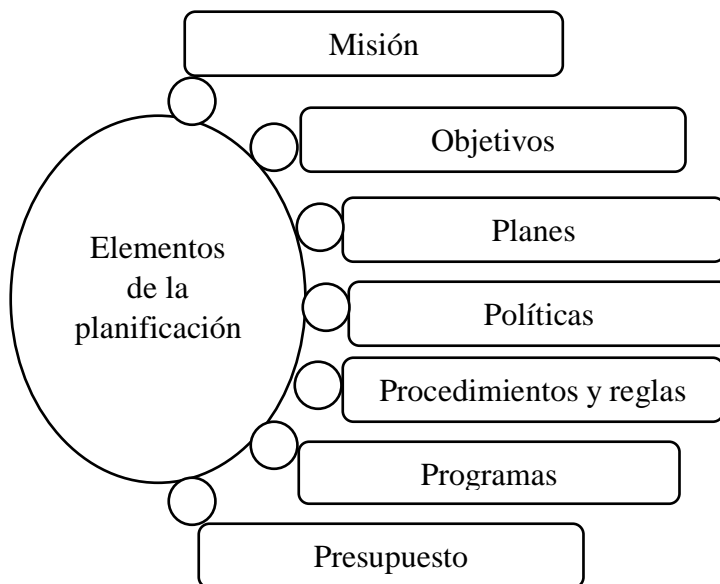 Misión
Objetivos
Planes
Elementos
de la
planificación
Políticas
Procedimientos y reglas
Programas
Presupuesto